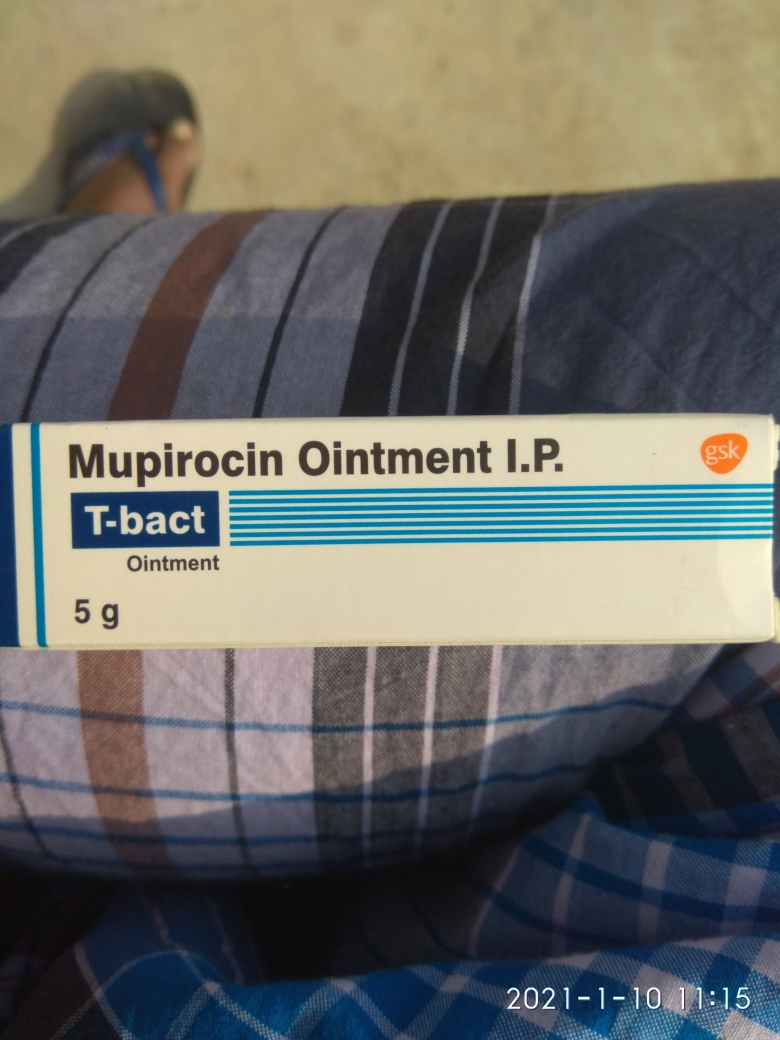 Mupirocin Ointment I.P.
gsk
T-bact
Ointment
5 g
2021-1-10 11:15